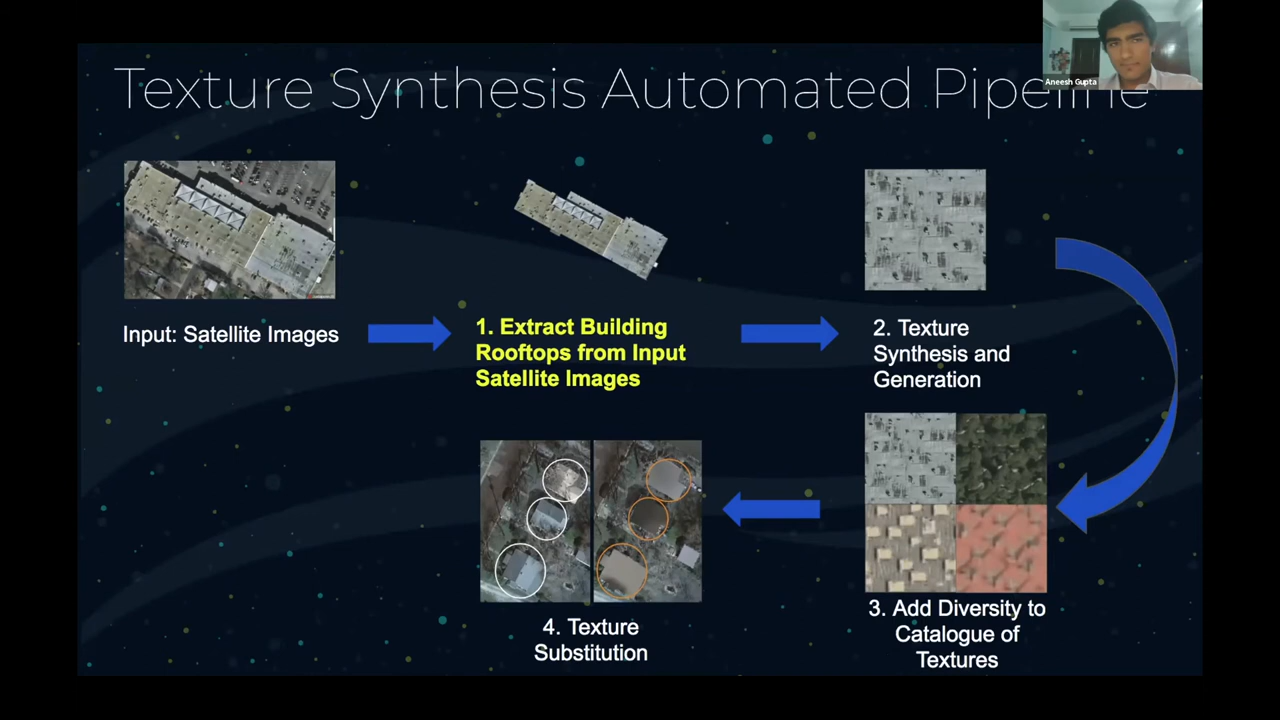 Texture Synthesis Automated Pipeline
Aneesh Gupta
Input: Satellite Images
1. Extract Building
Rooftops from Input
Satellite Images
2. Texture
Synthesis and
Generation
3. Add Diversity to
Catalogue of
Textures
4. Texture
Substitution